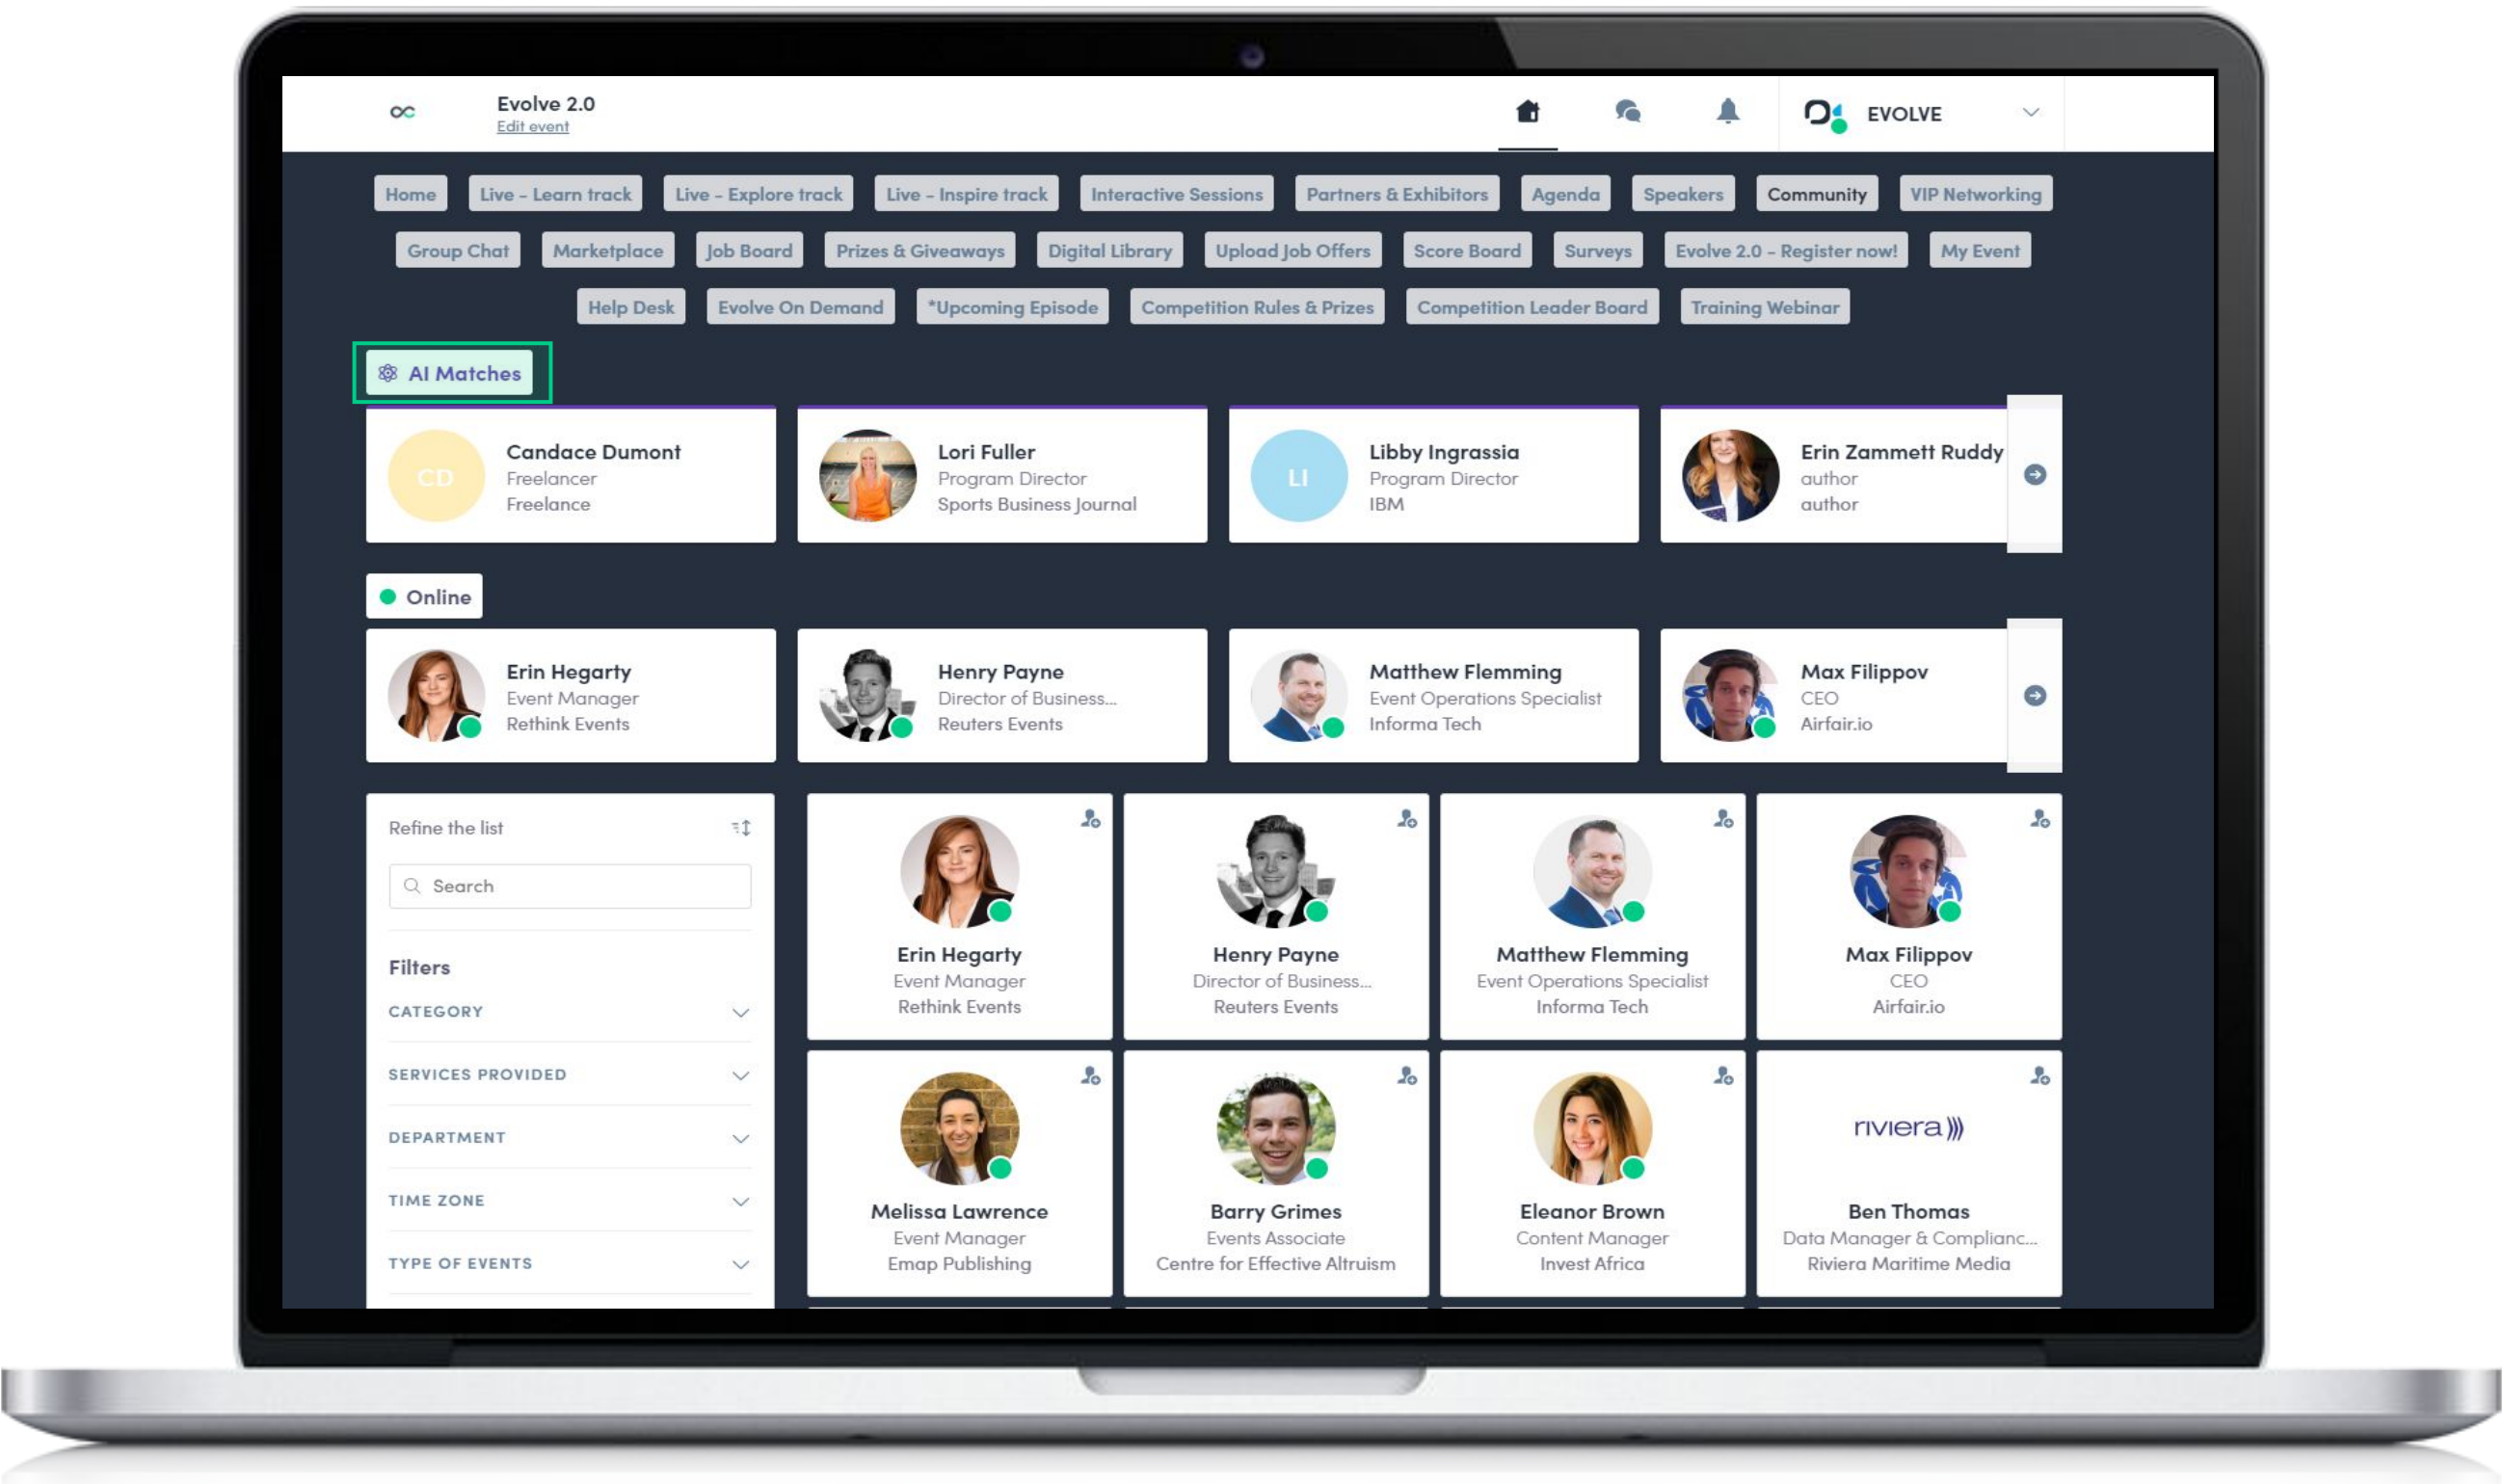 Evolve 2.0
Edit event
EVOLVE
Home Live - Learn track Live - Explore track Live - Inspire track Interactive Sessions Partners & Exhibitors Agenda Speakers Community VIP Networking
Group Chat Marketplace Job Board Prizes & Giveaways Digital Library Upload Job Offers Score Board Surveys Evolve 2.0 - Register now! My Event
Help Desk Evolve On Demand *Upcoming Episode Competition Rules & Prizes Competition Leader Board Training Webinar
AI Matches
CD
Candace Dumont
Freelancer
Freelance
Lori Fuller
Program Director
Sports Business Journal
LI
Libby Ingrassia
Program Director
IBM
Erin Zammett Ruddy
author
author
Online
Erin Hegarty
Event Manager
Rethink Events
Henry Payne
Director of Business...
Reuters Events
Matthew Flemming
Event Operations Specialist
Informa Tech
Max Filippov
CEO
Airfair.io
Refine the list
Search
Filters
CATEGORY
SERVICES PROVIDED
DEPARTMENT
TIME ZONE
TYPE OF EVENTS
Erin Hegarty
Event Manager
Rethink Events
Henry Payne
Director of Business...
Reuters Events
Matthew Flemming
Event Operations Specialist
Informa Tech
Max Filippov
CEO
Airfair.io
Melissa Lawrence
Event Manager
Emap Publishing
Barry Grimes
Events Associate
Centre for Effective Altruism
Eleanor Brown
Content Manager
Invest Africa
riviera
Ben Thomas
Data Manager & Complianc...
Riviera Maritime Media